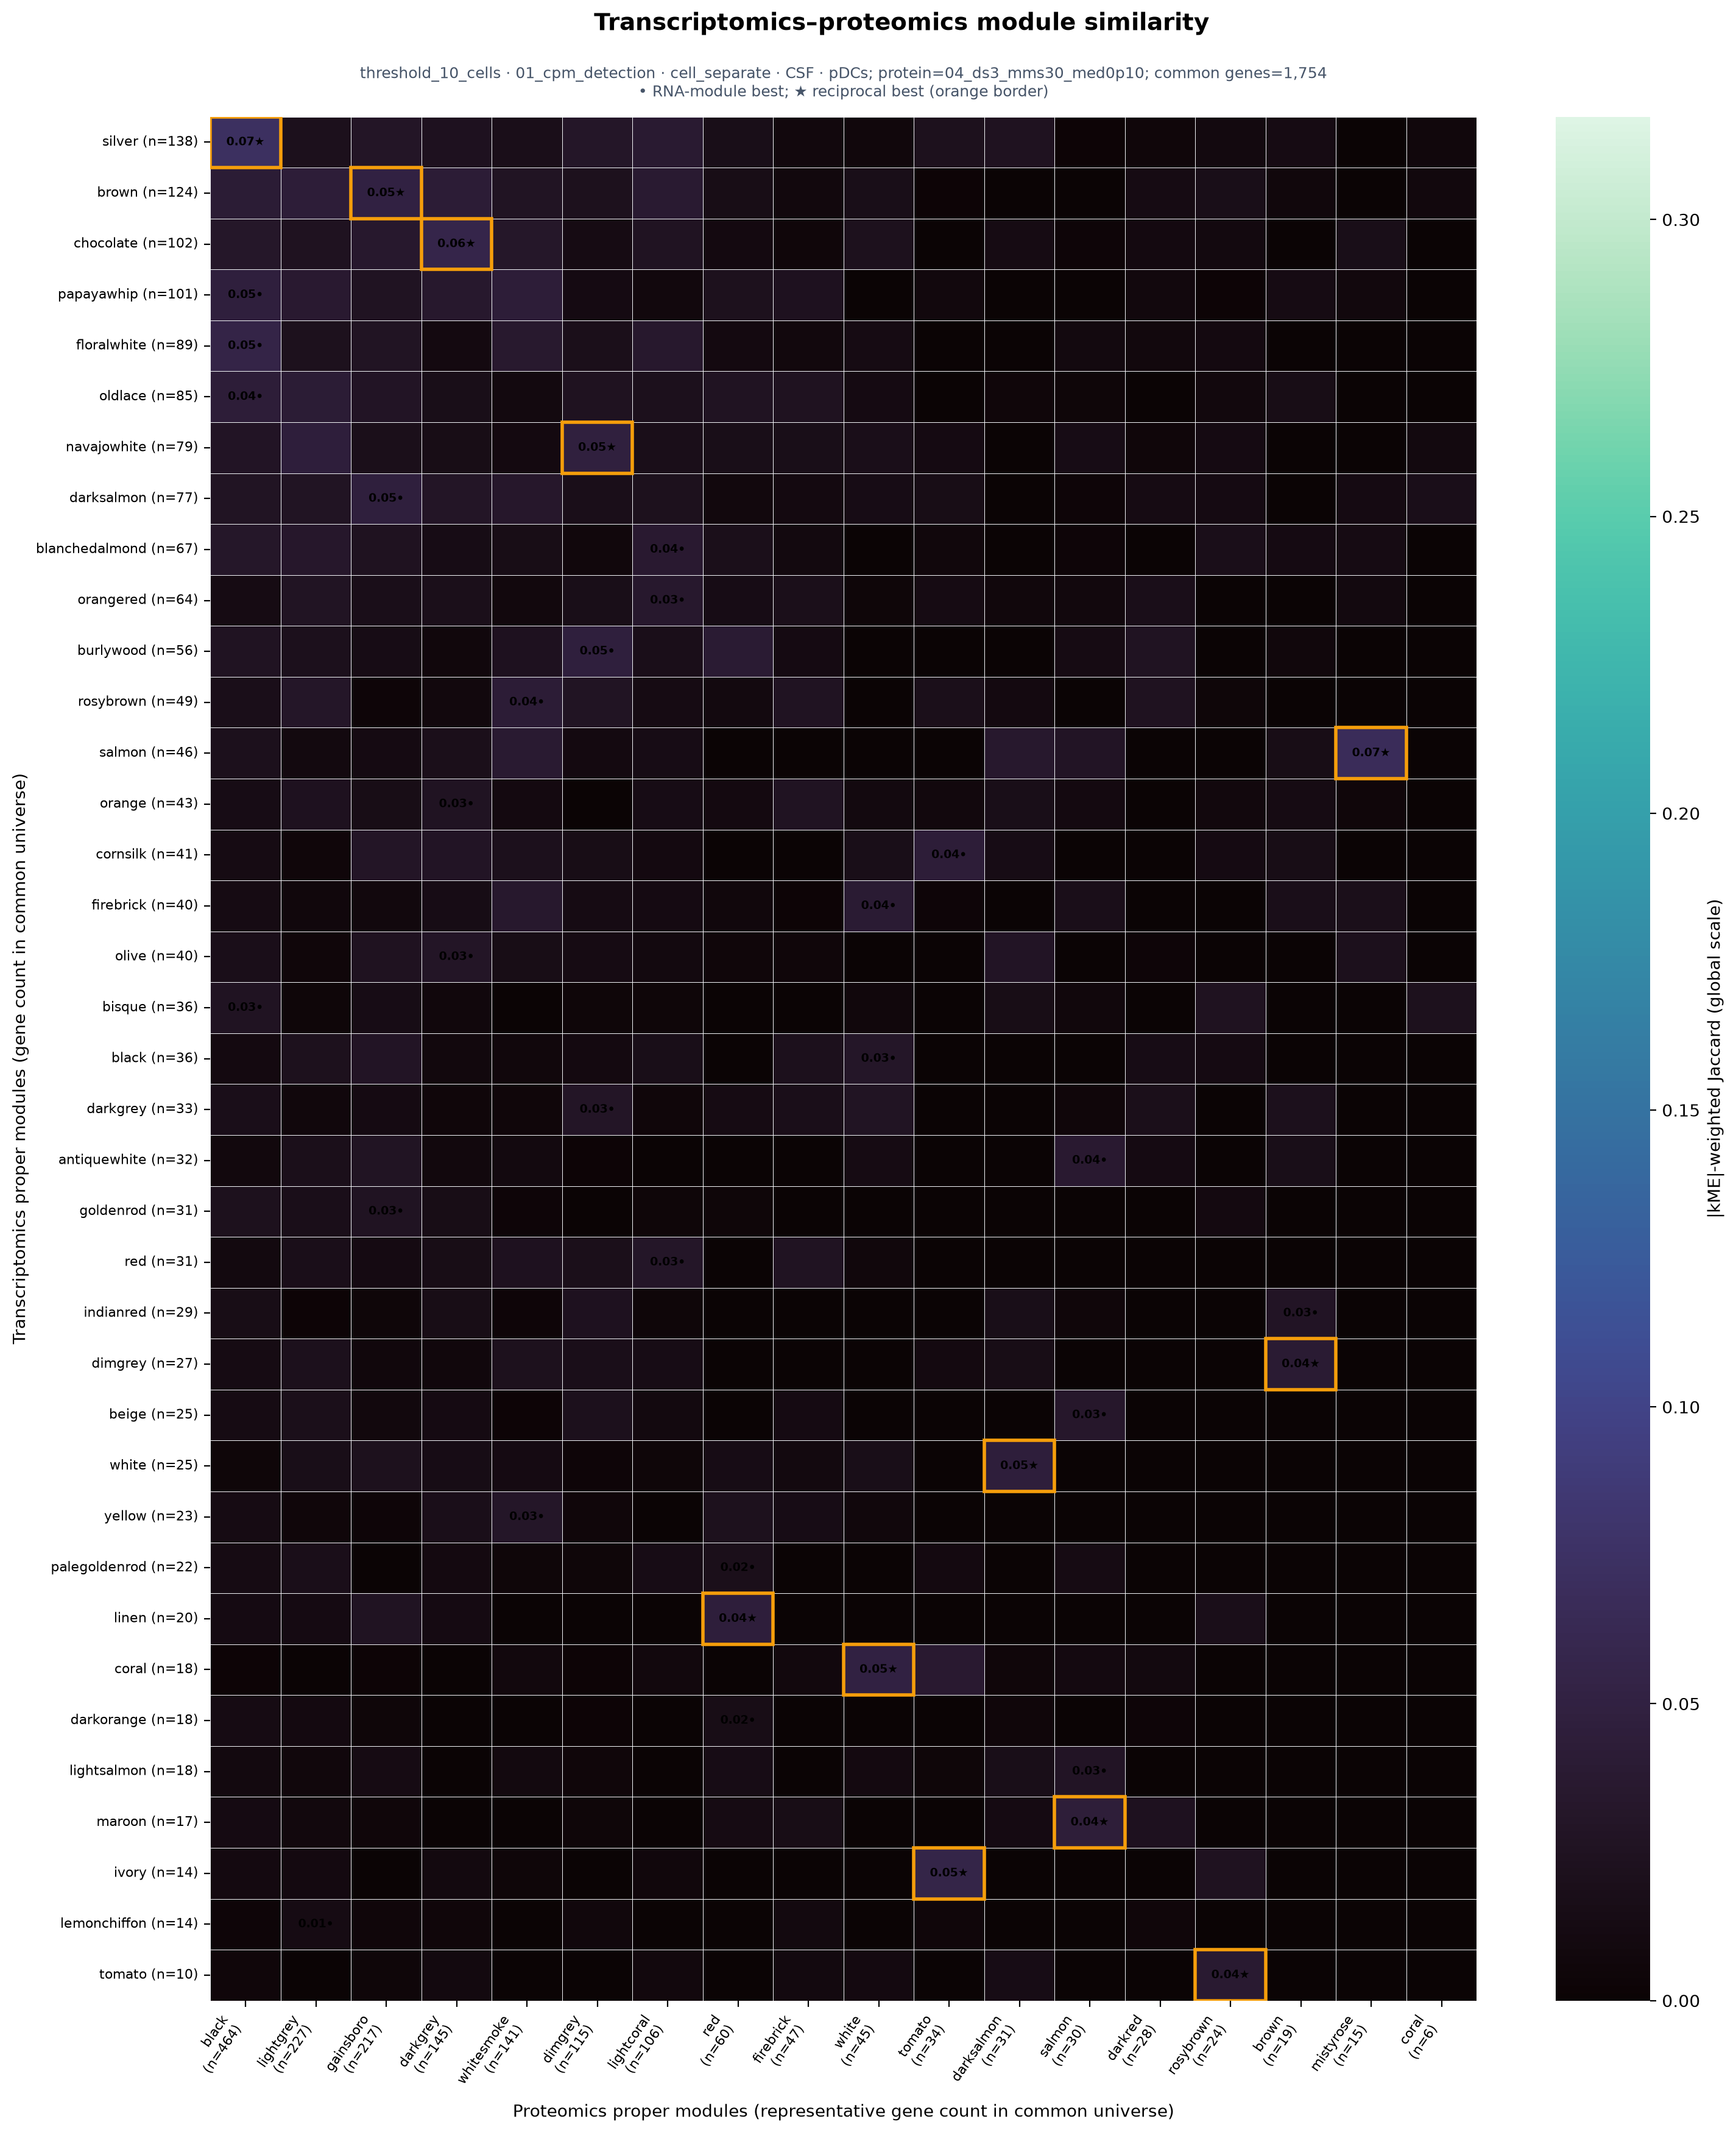 Transcriptomics–proteomics module similarity
threshold_10_cells · 01_cpm_detection · cell_separate · CSF · pDCs; protein=04_ds3_mms30_med0p10; common genes=1,754
• RNA-module best; ★ reciprocal best (orange border)
Transcriptomics proper modules (gene count in common universe)
silver (n=138)
0.07★
brown (n=124)
0.05★
chocolate (n=102)
0.06★
papayawhip (n=101)
0.05•
floralwhite (n=89)
0.05•
oldlace (n=85)
0.04•
navajowhite (n=79)
0.05★
darksalmon (n=77)
0.05•
blanchedalmond (n=67)
0.04•
orangered (n=64)
0.03•
burlywood (n=56)
0.05•
rosybrown (n=49)
0.04•
salmon (n=46)
0.07★
orange (n=43)
0.03•
cornsilk (n=41)
0.04•
firebrick (n=40)
0.04•
olive (n=40)
0.03•
bisque (n=36)
0.03•
black (n=36)
0.03•
darkgrey (n=33)
0.03•
antiquewhite (n=32)
0.04•
goldenrod (n=31)
0.03•
red (n=31)
0.03•
indianred (n=29)
0.03•
dimgrey (n=27)
0.04★
beige (n=25)
0.03•
white (n=25)
0.05★
yellow (n=23)
0.03•
palegoldenrod (n=22)
0.02•
linen (n=20)
0.04★
coral (n=18)
0.05★
darkorange (n=18)
0.02•
lightsalmon (n=18)
0.03•
maroon (n=17)
0.04★
ivory (n=14)
0.05★
lemonchiffon (n=14)
0.01•
tomato (n=10)
0.04★
black
(n=464)
lightgrey
(n=227)
gainsboro
(n=217)
darkgrey
(n=145)
whitesmoke
(n=141)
dimgrey
(n=115)
lightcoral
(n=106)
red
(n=60)
firebrick
(n=47)
white
(n=45)
tomato
(n=34)
darksalmon
(n=31)
salmon
(n=30)
darkred
(n=28)
rosybrown
(n=24)
brown
(n=19)
mistyrose
(n=15)
coral
(n=6)
Proteomics proper modules (representative gene count in common universe)
0.30
0.25
0.20
0.15
0.10
0.05
0.00
|kME|-weighted Jaccard (global scale)